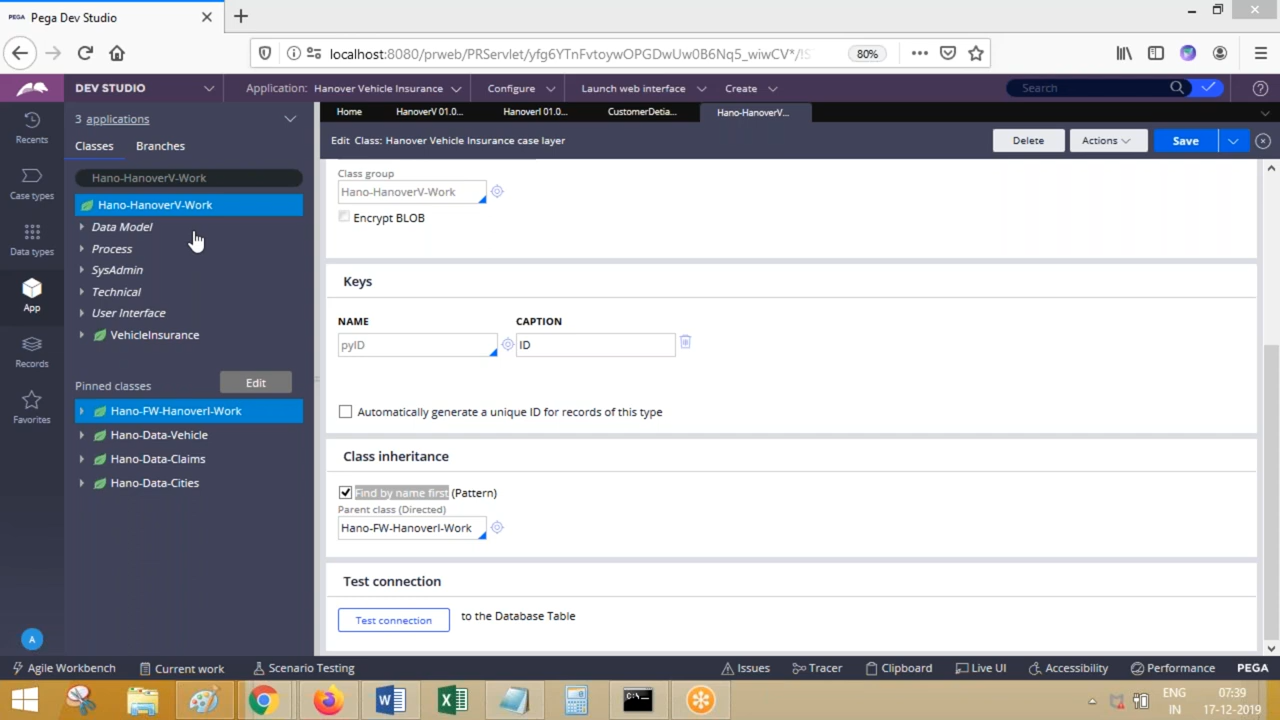 PEGA Pega Dev Studio
localhost:8080/prweb/PRServlet/yfg6YTnFvtoywOPGDwUw0B6Nq5_wiwCV*/!S
80%
DEV STUDIO
Application: Hanover Vehicle Insurance
Configure
Launch web interface
Create
Search
Recents
Case types
Data types
App
Records
Favorites
A
3 applications
Classes
Branches
Hano-HanoverV-Work
Hano-HanoverV-Work
Data Model
Process
SysAdmin
Technical
User Interface
VehicleInsurance
Pinned classes
Edit
Hano-FW-HanoverI-Work
Hano-Data-Vehicle
Hano-Data-Claims
Hano-Data-Cities
Home
HanoverV 01.0...
HanoverI 01.0...
CustomerDetia...
Hano-HanoverV...
Edit Class: Hanover Vehicle Insurance case layer
Delete
Actions
Save
Class group
Hano-HanoverV-Work
Encrypt BLOB
Keys
NAME
CAPTION
pyID
ID
Automatically generate a unique ID for records of this type
Class inheritance
Find by name first (Pattern)
Parent class (Directed)
Hano-FW-HanoverI-Work
Test connection
Test connection
to the Database Table
Agile Workbench
Current work
Scenario Testing
Issues
Tracer
Clipboard
Live UI
Accessibility
Performance
PEGA
ENG
IN
07:39
17-12-2019